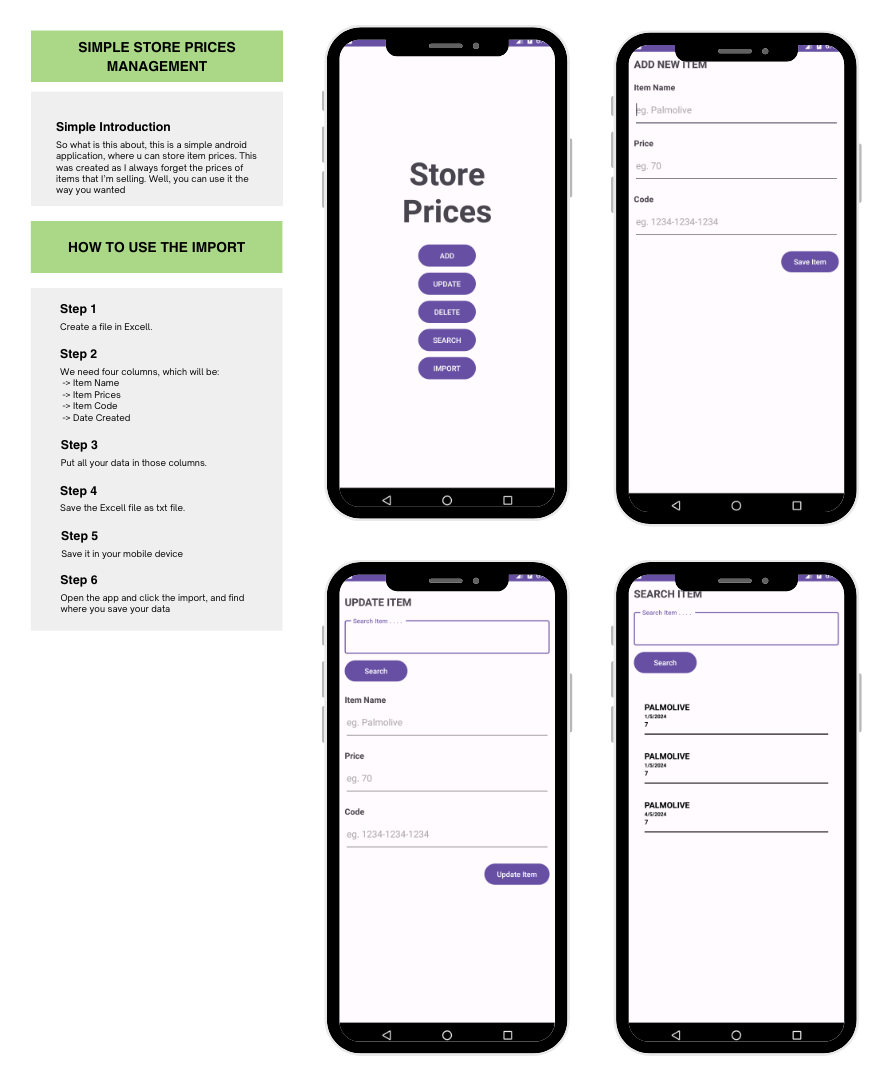 SIMPLE STORE PRICES
MANAGEMENT
Simple Introduction
So what is this about, this is a simple android
application, where u can store item prices. This
was created as I always forget the prices of
items that I'm selling. Well, you can use it the
way you wanted
HOW TO USE THE IMPORT
Step 1
Create a file in Excell.
Step 2
We need four columns, which will be:
-> Item Name
-> Item Prices
-> Item Code
-> Date Created
Step 3
Put all your data in those columns.
Step 4
Save the Excell file as txt file.
Step 5
Save it in your mobile device
Step 6
Open the app and click the import, and find
where you save your data
Store
Prices
ADD
UPDATE
DELETE
SEARCH
IMPORT
ADD NEW ITEM
Item Name
eg. Palmolive
Price
eg. 70
Code
eg. 1234-1234-1234
Save Item
UPDATE ITEM
Search Item . . . .
Search
Item Name
eg. Palmolive
Price
eg. 70
Code
eg. 1234-1234-1234
Update Item
SEARCH ITEM
Search Item . . . .
Search
PALMOLIVE
1/5/2024
7
PALMOLIVE
1/5/2024
7
PALMOLIVE
4/5/2024
7